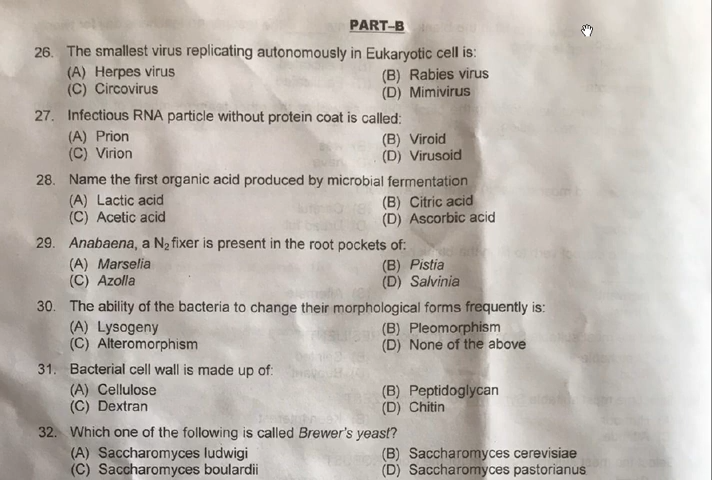 PART–B
26. The smallest virus replicating autonomously in Eukaryotic cell is:
(A) Herpes virus (B) Rabies virus
(C) Circovirus (D) Mimivirus
27. Infectious RNA particle without protein coat is called:
(A) Prion (B) Viroid
(C) Virion (D) Virusoid
28. Name the first organic acid produced by microbial fermentation
(A) Lactic acid (B) Citric acid
(C) Acetic acid (D) Ascorbic acid
29. Anabaena, a N₂ fixer is present in the root pockets of:
(A) Marselia (B) Pistia
(C) Azolla (D) Salvinia
30. The ability of the bacteria to change their morphological forms frequently is:
(A) Lysogeny (B) Pleomorphism
(C) Alteromorphism (D) None of the above
31. Bacterial cell wall is made up of:
(A) Cellulose (B) Peptidoglycan
(C) Dextran (D) Chitin
32. Which one of the following is called Brewer's yeast?
(A) Saccharomyces ludwigi (B) Saccharomyces cerevisiae
(C) Saccharomyces boulardii (D) Saccharomyces pastorianus